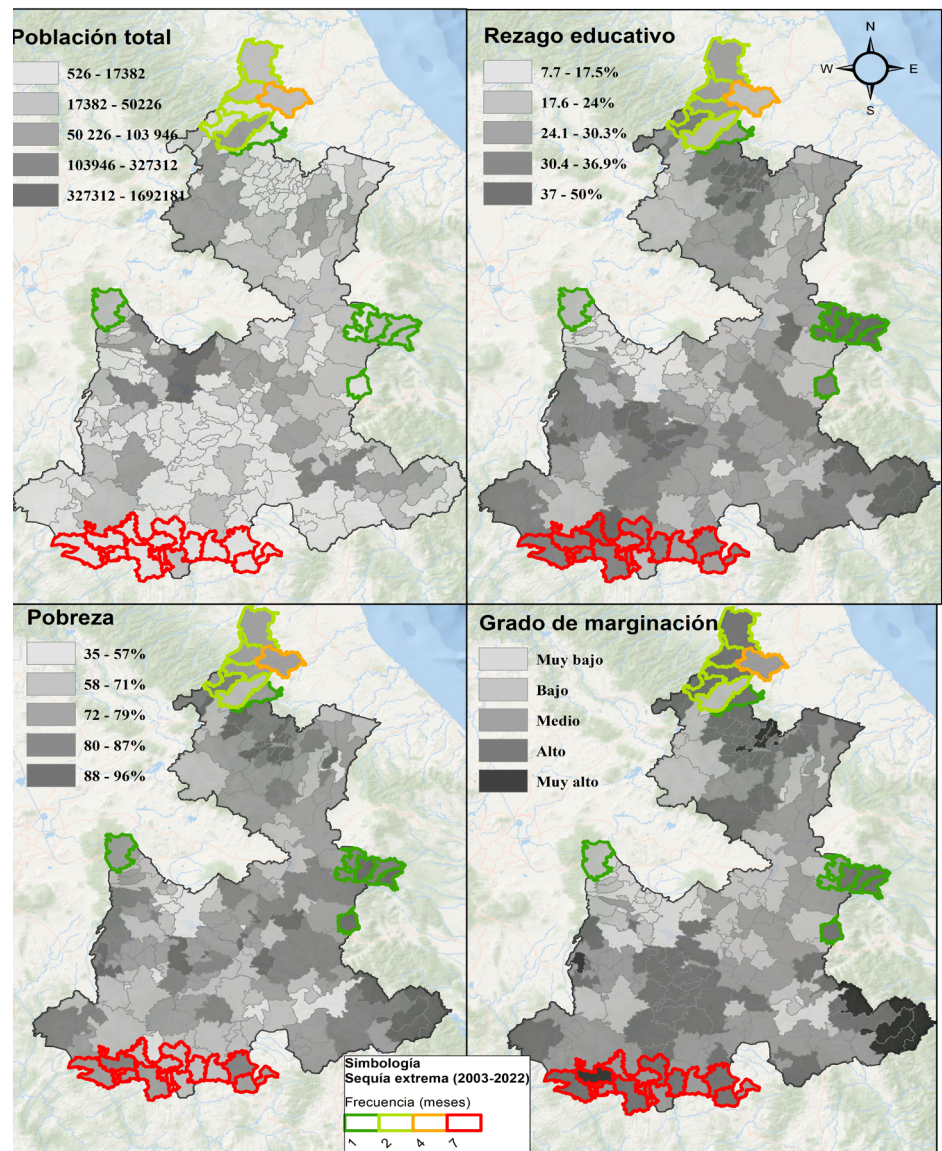 Población total
526 - 17382
17382 - 50226
50 226 - 103 946
103946 - 327312
327312 - 1692181
Rezago educativo
7.7 - 17.5%
17.6 - 24%
24.1 - 30.3%
30.4 - 36.9%
37 - 50%
N
W
E
S
Pobreza
35 - 57%
58 - 71%
72 - 79%
80 - 87%
88 - 96%
Grado de marginación
Muy bajo
Bajo
Medio
Alto
Muy alto
Simbología
Sequía extrema (2003-2022)
Frecuencia (meses)
1
2
4
7